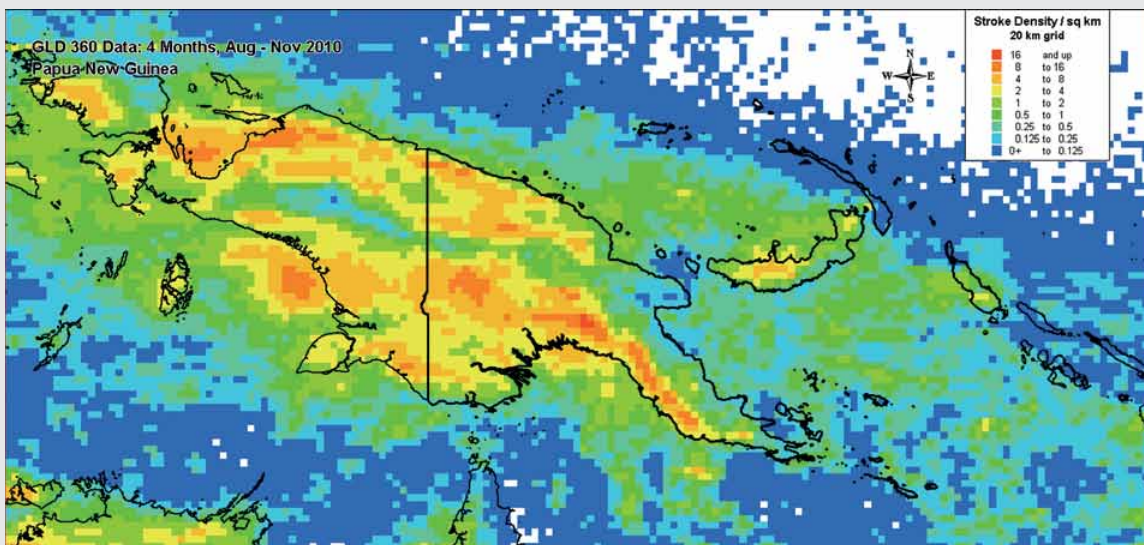 GLD 360 Data: 4 Months, Aug - Nov 2010
Papua New Guinea
N
W E
S
Stroke Density / sq km
20 km grid
16 and up
8 to 16
4 to 8
2 to 4
1 to 2
0.5 to 1
0.25 to 0.5
0.125 to 0.25
0+ to 0.125